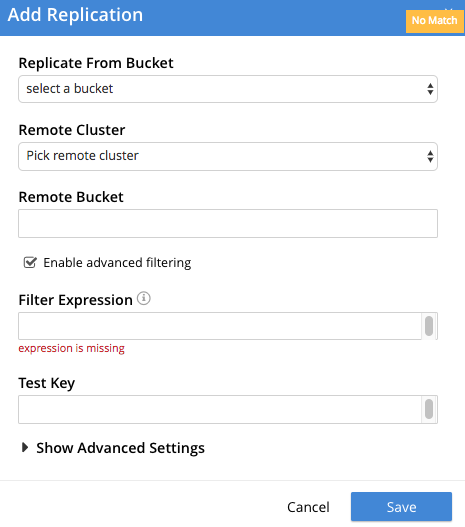 Add Replication
No Match
Replicate From Bucket
select a bucket
Remote Cluster
Pick remote cluster
Remote Bucket
Enable advanced filtering
Filter Expression
expression is missing
Test Key
Show Advanced Settings
Cancel
Save